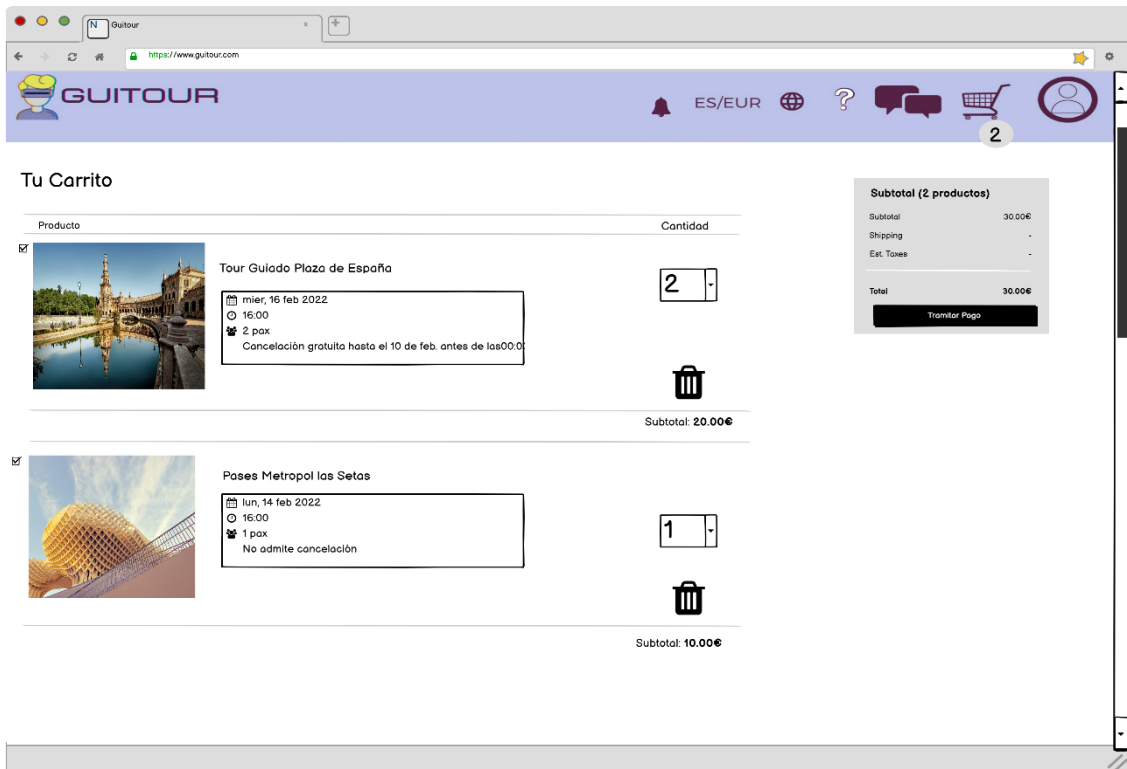 N Guitour
https://www.guitour.com
GUITOUR
ES/EUR
?
2
Tu Carrito
Producto
Cantidad
Tour Guiado Plaza de España
mier, 16 feb 2022
16:00
2 pax
Cancelación gratuita hasta el 10 de feb. antes de las00:0
2
Subtotal: 20.00€
Pases Metropol las Setas
lun, 14 feb 2022
16:00
1 pax
No admite cancelación
1
Subtotal: 10.00€
Subtotal (2 productos)
Subtotal 30.00€
Shipping -
Est. Taxes -
Total 30.00€
Tramitar Pago